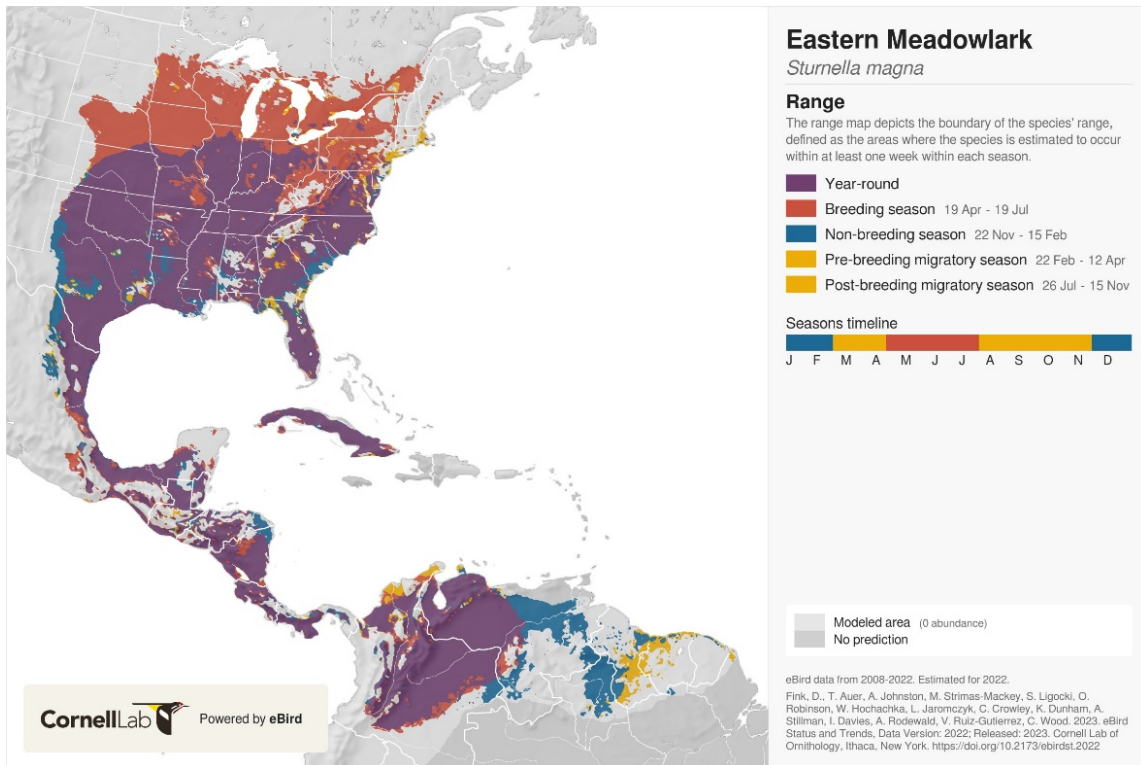 Eastern Meadowlark
Sturnella magna
Range
The range map depicts the boundary of the species' range,
defined as the areas where the species is estimated to occur
within at least one week within each season.
Year-round
Breeding season 19 Apr - 19 Jul
Non-breeding season 22 Nov - 15 Feb
Pre-breeding migratory season 22 Feb - 12 Apr
Post-breeding migratory season 26 Jul - 15 Nov
Seasons timeline
J F M A M J J A S O N D
Modeled area (0 abundance)
No prediction
eBird data from 2008-2022. Estimated for 2022.
Fink, D., T. Auer, A. Johnston, M. Strimas-Mackey, S. Ligocki, O.
Robinson, W. Hochachka, L. Jaromczyk, C. Crowley, K. Dunham, A.
Stillman, I. Davies, A. Rodewald, V. Ruiz-Gutierrez, C. Wood. 2023. eBird
Status and Trends, Data Version: 2022; Released: 2023. Cornell Lab of
Ornithology, Ithaca, New York. https://doi.org/10.2173/ebirdst.2022
CornellLab Powered by eBird